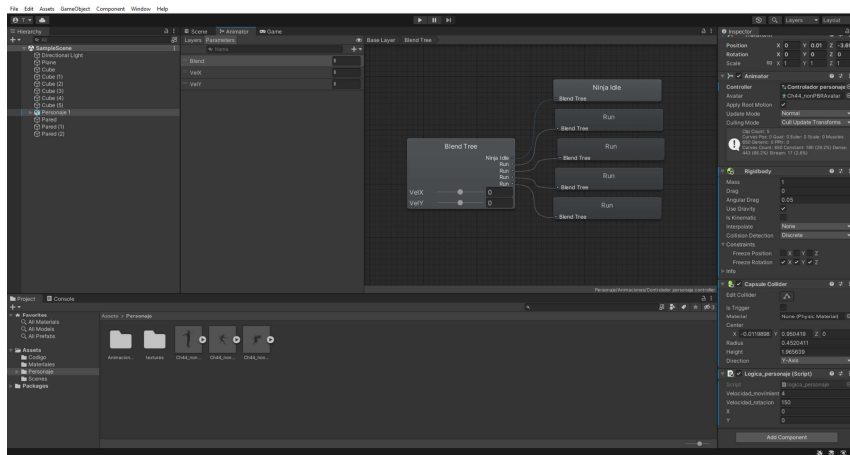 File Edit Assets GameObject Component Window Help
Layers Layout
Hierarchy
All
SampleScene
Directional Light
Plane
Cube
Cube (1)
Cube (2)
Cube (3)
Cube (4)
Cube (5)
Personaje 1
Pared
Pared (1)
Pared (2)
Scene Animator Game
Layers Parameters
Name
Blend
VelX
VelY
Base Layer Blend Tree
Ninja Idle
Blend Tree
Run
Blend Tree
Run
Blend Tree
Run
Blend Tree
Run
Blend Tree
Blend Tree
Ninja Idle
Run
Run
Run
Run
VelX 0
VelY 0
Personaje/Animaciones/Controlador personaje.controller
Project Console
Favorites
All Materials
All Models
All Prefabs
Assets
Codigo
Materiales
Personaje
Scenes
Packages
Assets > Personaje
Animacion... textures Ch44_non... Ch44_non... Ch44_non...
Inspector
Position X 0 Y 0.01 Z
Rotation X 0 Y 0 Z 0
Scale X 1 Y 1 Z 1
Animator
Controller Controlador personaje
Avatar Ch44_nonPBRAvatar
Apply Root Motion
Update Mode Normal
Culling Mode Cull Update Transforms
Clip Count: 5
Rigidbody
Mass 1
Drag 0
Angular Drag 0.05
Use Gravity
Is Kinematic
Interpolate None
Collision Detection Discrete
Constraints
Freeze Position X Y Z
Freeze Rotation X Y Z
Info
Capsule Collider
Edit Collider
Is Trigger
Material None (Physic Material)
Center
X -0.0119898 Y 0.950419 Z 0
Radius 0.4520411
Height 1.965639
Direction Y-Axis
Logica_personaje (Script)
Script logica_personaje
Velocidad_movimient 4
Velocidad_rotacion 150
X 0
Y 0
Add Component